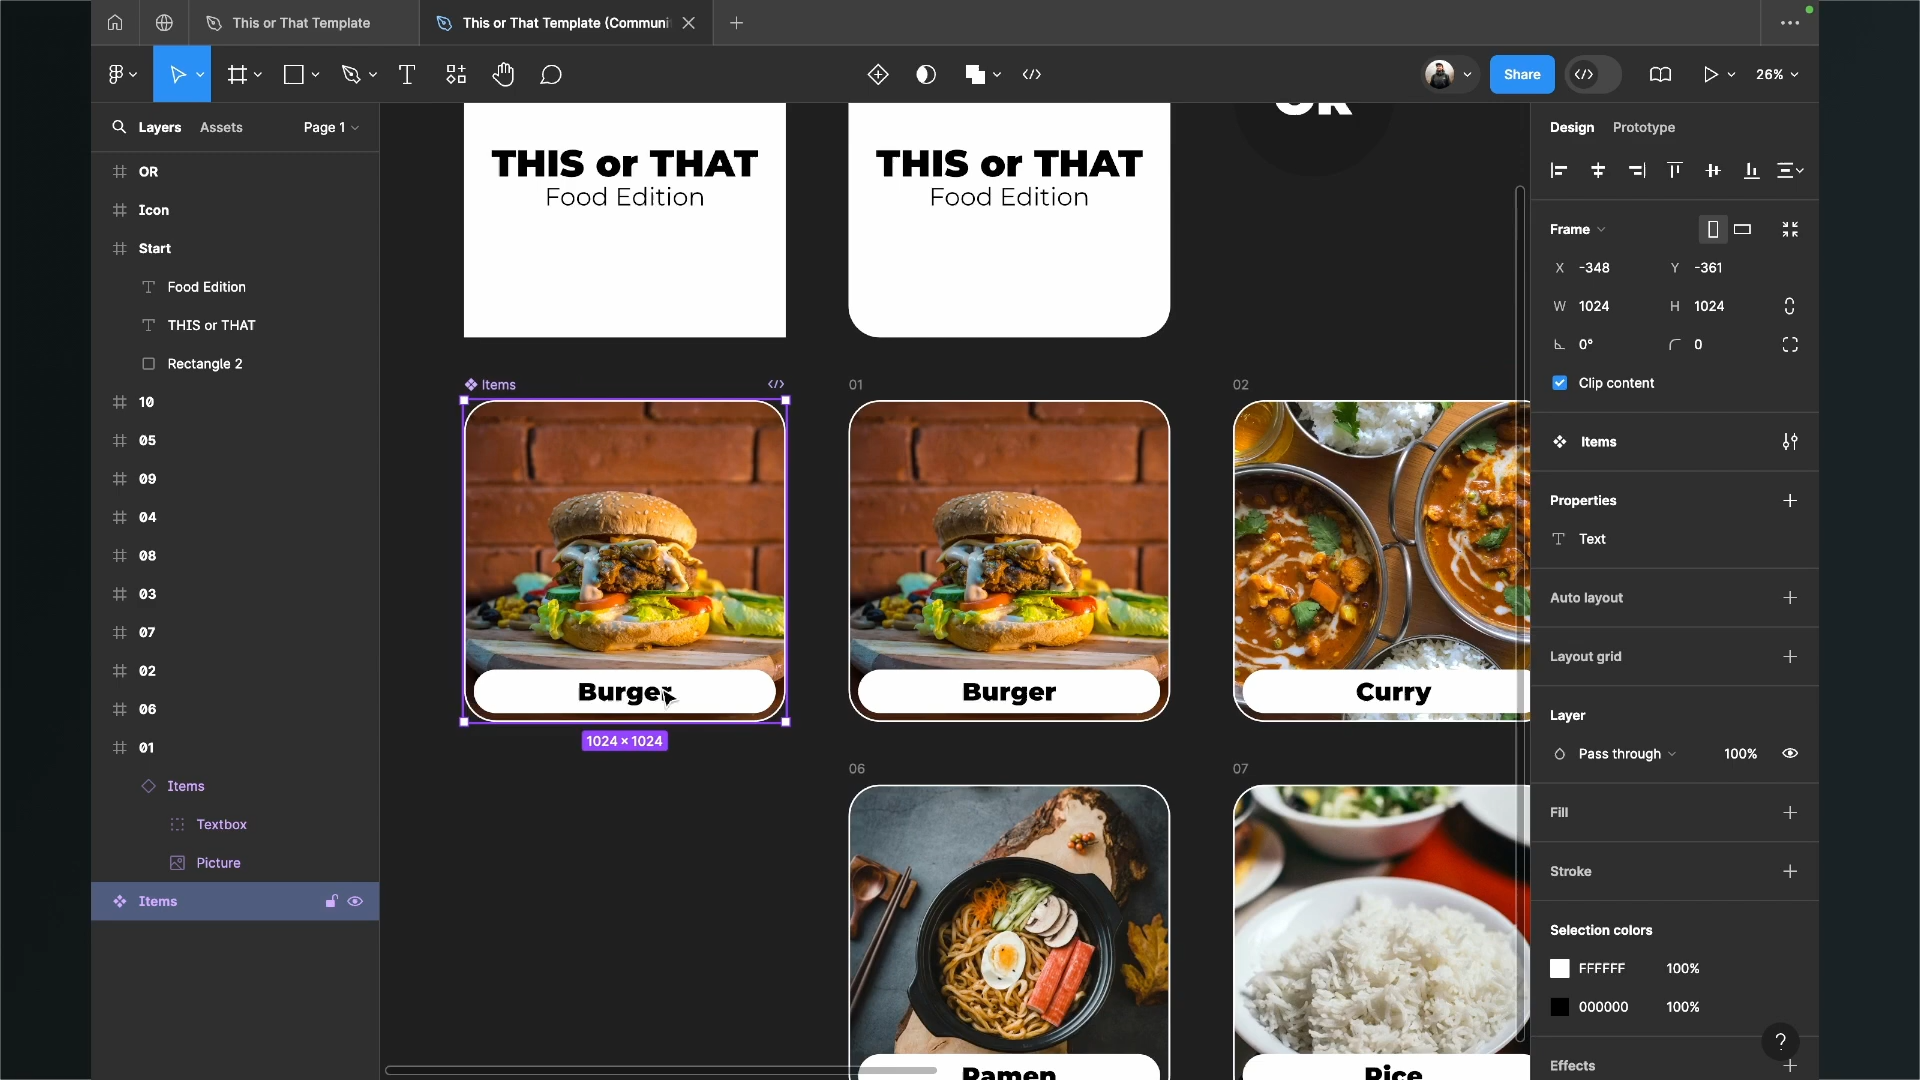 This or That Template
This or That Template (Communi
Share
26%
Layers
Assets
Page 1
OR
Icon
Start
Food Edition
THIS or THAT
Rectangle 2
10
05
09
04
08
03
07
02
06
01
Items
Textbox
Picture
Items
THIS or THAT
Food Edition
THIS or THAT
Food Edition
OR
Items
01
02
Burger
Burger
Curry
1024 × 1024
06
07
Ramen
Rice
Design
Prototype
Frame
X -348
Y -361
W 1024
H 1024
0°
0
Clip content
Items
Properties
Text
Auto layout
Layout grid
Layer
Pass through
100%
Fill
Stroke
Selection colors
FFFFFF 100%
000000 100%
Effects
?